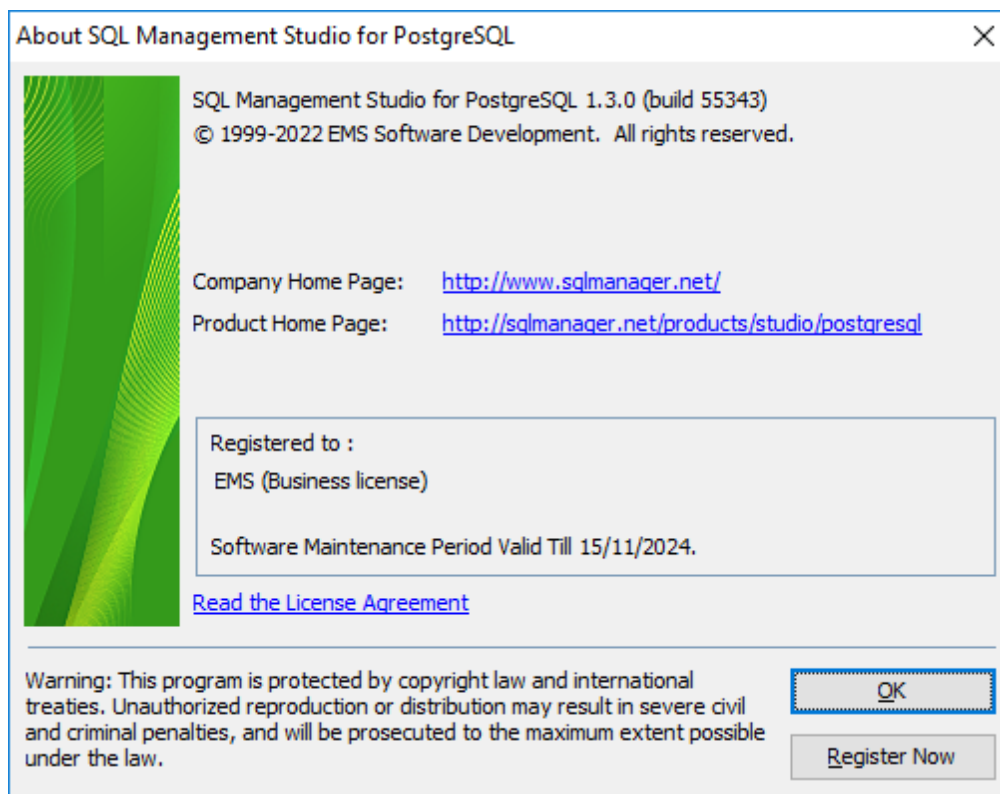 About SQL Management Studio for PostgreSQL
SQL Management Studio for PostgreSQL 1.3.0 (build 55343)
© 1999-2022 EMS Software Development.  All rights reserved.
Company Home Page: http://www.sqlmanager.net/
Product Home Page: http://sqlmanager.net/products/studio/postgresql
Registered to :
EMS (Business license)
Software Maintenance Period Valid Till 15/11/2024.
Read the License Agreement
Warning: This program is protected by copyright law and international
treaties. Unauthorized reproduction or distribution may result in severe civil
and criminal penalties, and will be prosecuted to the maximum extent possible
under the law.
OK
Register Now